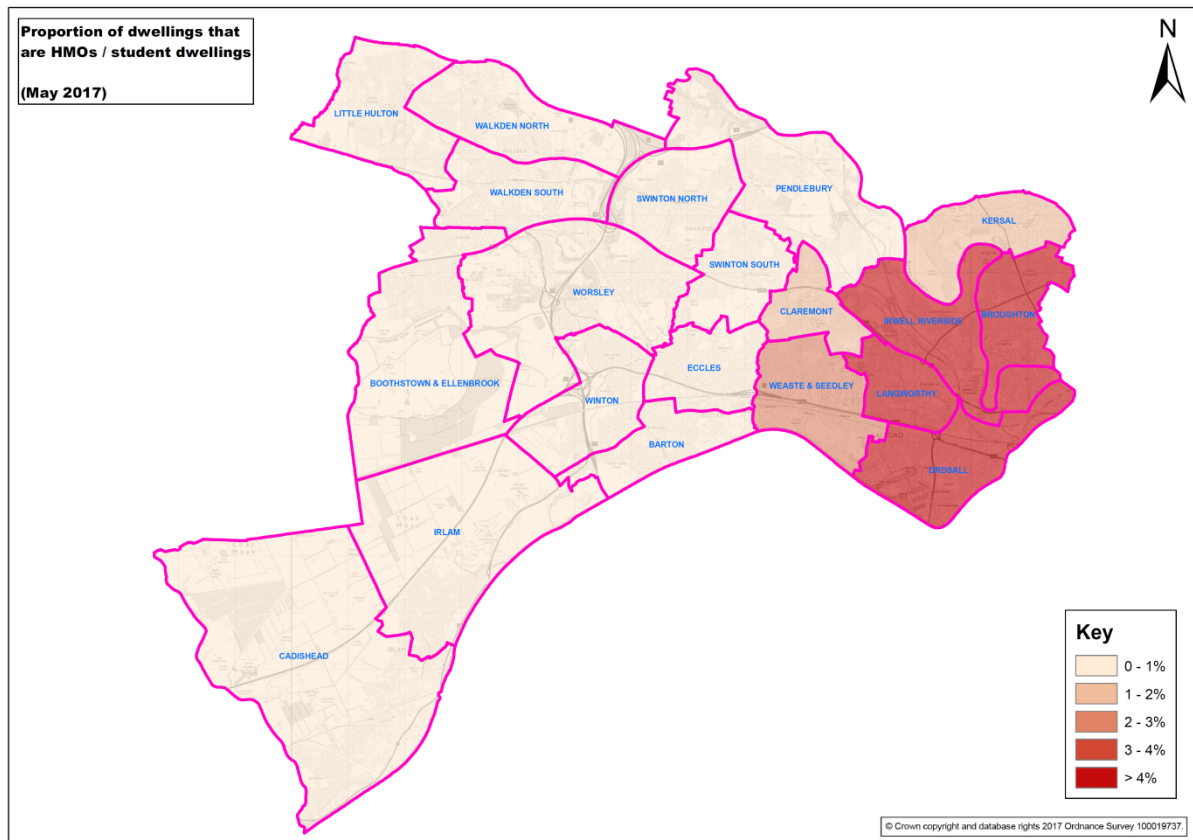 Proportion of dwellings that
are HMOs / student dwellings
(May 2017)
N
LITTLE HULTON
WALKDEN NORTH
WALKDEN SOUTH
SWINTON NORTH
PENDLEBURY
KERSAL
SWINTON SOUTH
WORSLEY
CLAREMONT
IRWELL RIVERSIDE
BROUGHTON
BOOTHSTOWN & ELLENBROOK
ECCLES
WEASTE & SEEDLEY
LANGWORTHY
WINTON
BARTON
ORDSALL
IRLAM
CADISHEAD
Key
0 - 1%
1 - 2%
2 - 3%
3 - 4%
> 4%
© Crown copyright and database rights 2017 Ordnance Survey 100019737.